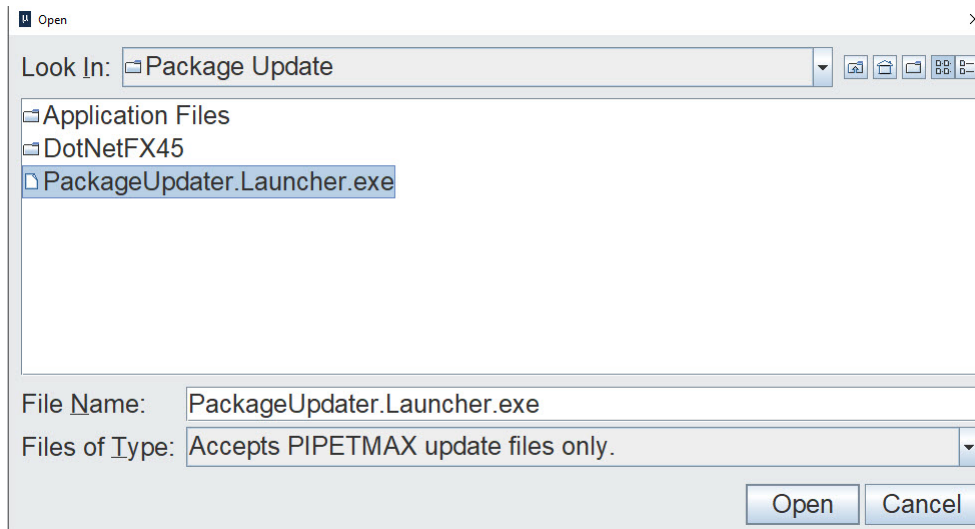 µ Open
Look In: Package Update
Application Files
DotNetFX45
PackageUpdater.Launcher.exe
File Name: PackageUpdater.Launcher.exe
Files of Type: Accepts PIPETMAX update files only.
Open Cancel